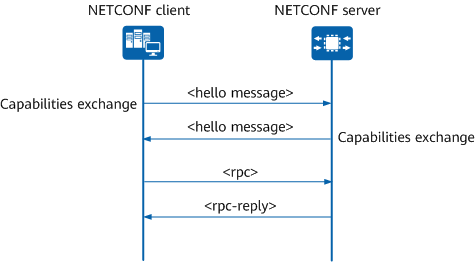 NETCONF client
NETCONF server
<hello message>
Capabilities exchange
<hello message>
Capabilities exchange
<rpc>
<rpc-reply>